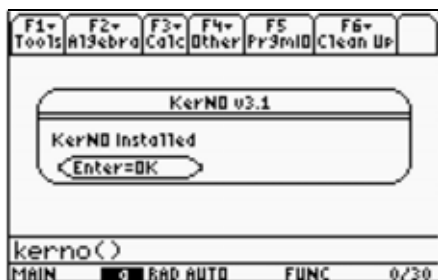 F1▾ F2▾ F3▾ F4▾ F5 F6▾
Tools Algebra Calc Other PrgmIO Clean Up
KerNO v3.1
KerNO Installed
Enter=OK
kerno()
MAIN RAD AUTO FUNC 0/30